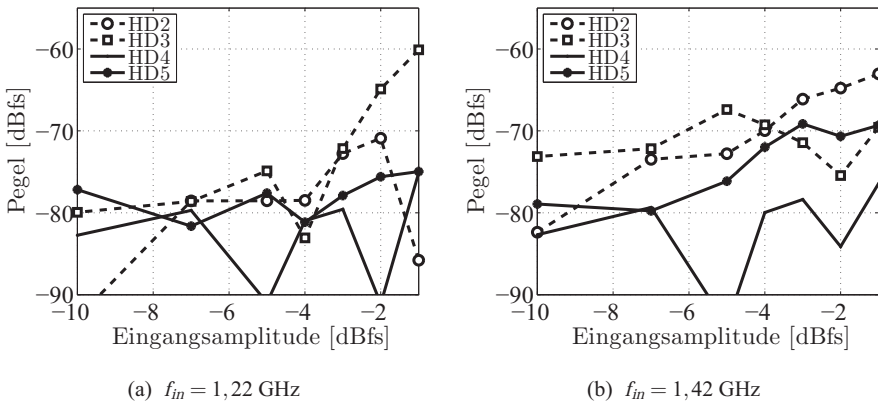 HD2
HD3
HD4
HD5
−60
−70
−80
−90
Pegel [dBfs]
−10 −8 −6 −4 −2
Eingangsamplitude [dBfs]
(a) f_in = 1, 22 GHz
HD2
HD3
HD4
HD5
−60
−70
−80
−90
Pegel [dBfs]
−10 −8 −6 −4 −2
Eingangsamplitude [dBfs]
(b) f_in = 1, 42 GHz